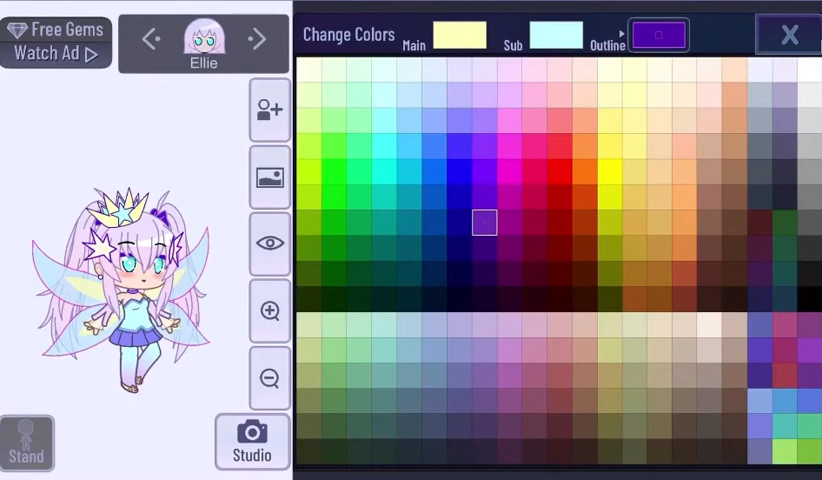 Free Gems
Watch Ad
Ellie
Change Colors
Main
Sub
Outline
Stand
Studio